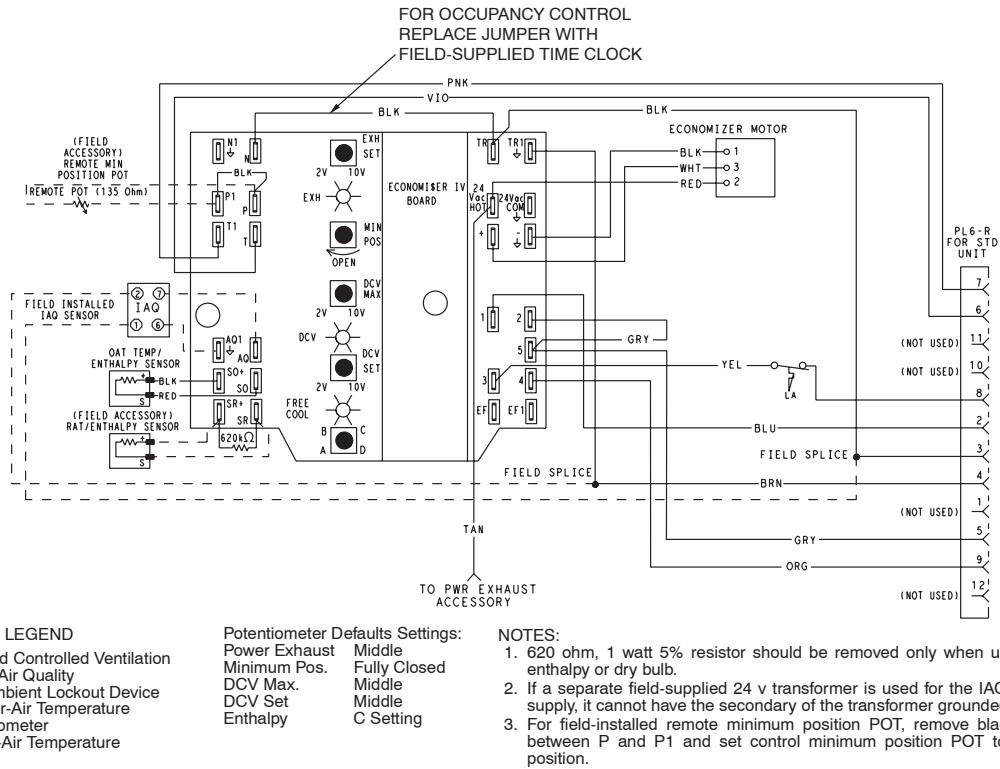 FOR OCCUPANCY CONTROL
REPLACE JUMPER WITH
FIELD-SUPPLIED TIME CLOCK
PNK
VIO
BLK
BLK
(FIELD
ACCESSORY)
REMOTE MIN
POSITION POT
REMOTE POT (135 Ohm)
N1
N
BLK
P1
P
T1
T
EXH
SET
2V 10V
EXH
MIN
POS
OPEN
DCV
MAX
2V 10V
DCV
DCV
SET
2V 10V
FREE
COOL
B C
A D
ECONOMI$ER IV
BOARD
TR TR1
24
Vac
HOT
24Vac
COM
+ -
1 2
5
3 4
EF EF1
ECONOMIZER MOTOR
BLK 1
WHT 3
RED 2
PL6-R
FOR STD
UNIT
7
6
(NOT USED) 11
(NOT USED) 10
8
2
3
4
(NOT USED) 1
5
9
(NOT USED) 12
FIELD INSTALLED
IAQ SENSOR
2 7
IAQ
1 6
AQ1
AQ
OAT TEMP/
ENTHALPY SENSOR
+ BLK SO+
S RED SO
(FIELD ACCESSORY)
RAT/ENTHALPY SENSOR
+
S
SR+
SR
620kΩ
GRY
YEL
LA
BLU
FIELD SPLICE
FIELD SPLICE
BRN
GRY
ORG
TAN
TO PWR EXHAUST
ACCESSORY
LEGEND
d Controlled Ventilation
Air Quality
mbient Lockout Device
r-Air Temperature
ometer
-Air Temperature
Potentiometer Defaults Settings:
Power Exhaust Middle
Minimum Pos. Fully Closed
DCV Max. Middle
DCV Set Middle
Enthalpy C Setting
NOTES:
1. 620 ohm, 1 watt 5% resistor should be removed only when u
enthalpy or dry bulb.
2. If a separate field-supplied 24 v transformer is used for the IAQ
supply, it cannot have the secondary of the transformer grounded
3. For field-installed remote minimum position POT, remove bla
between P and P1 and set control minimum position POT to
position.